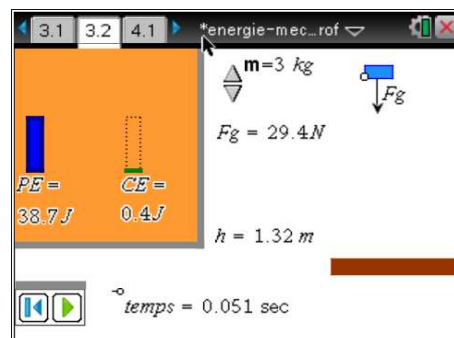 3.1 3.2 4.1 *energie-mec...rof
m=3 kg
Fg
Fg = 29.4N
PE = CE =
38.7J 0.4J
h = 1.32 m
temps = 0.051 sec